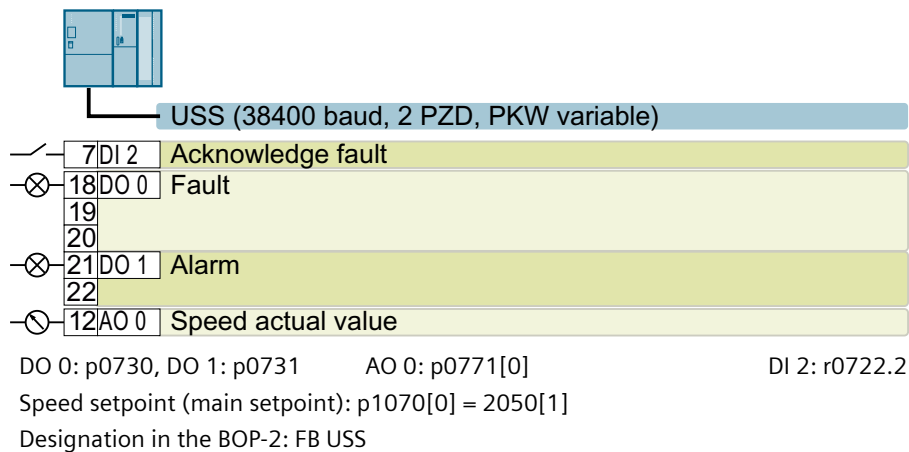 USS (38400 baud, 2 PZD, PKW variable)
7 DI 2 Acknowledge fault
18 DO 0 Fault
19
20
21 DO 1 Alarm
22
12 AO 0 Speed actual value
DO 0: p0730, DO 1: p0731 AO 0: p0771[0] DI 2: r0722.2
Speed setpoint (main setpoint): p1070[0] = 2050[1]
Designation in the BOP-2: FB USS